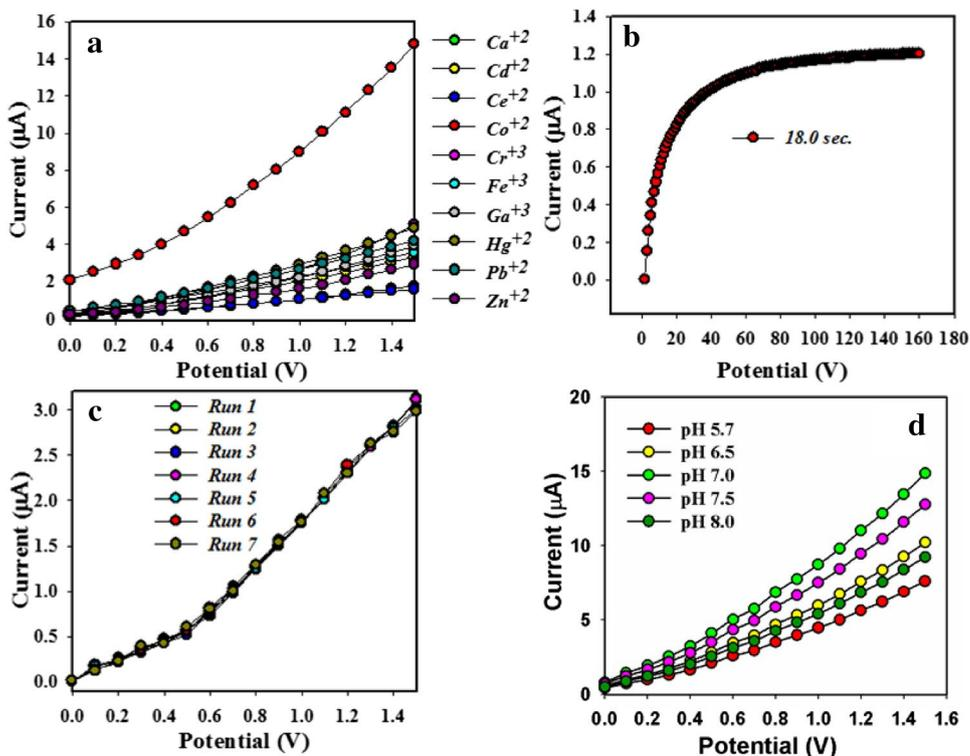 a
16
14
12
10
8
6
4
2
0
Current (µA)
0.0 0.2 0.4 0.6 0.8 1.0 1.2 1.4
Potential (V)
Ca+2
Cd+2
Ce+2
Co+2
Cr+3
Fe+3
Ga+3
Hg+2
Pb+2
Zn+2
b
1.4
1.2
1.0
0.8
0.6
0.4
0.2
0.0
Current (µA)
18.0 sec.
0 20 40 60 80 100 120 140 160 180
Potential (V)
c
3.0
2.5
2.0
1.5
1.0
0.5
0.0
Current (µA)
Run 1
Run 2
Run 3
Run 4
Run 5
Run 6
Run 7
0.0 0.2 0.4 0.6 0.8 1.0 1.2 1.4
Potential (V)
d
20
15
10
5
0
Current (µA)
pH 5.7
pH 6.5
pH 7.0
pH 7.5
pH 8.0
0.0 0.2 0.4 0.6 0.8 1.0 1.2 1.4 1.6
Potential (V)